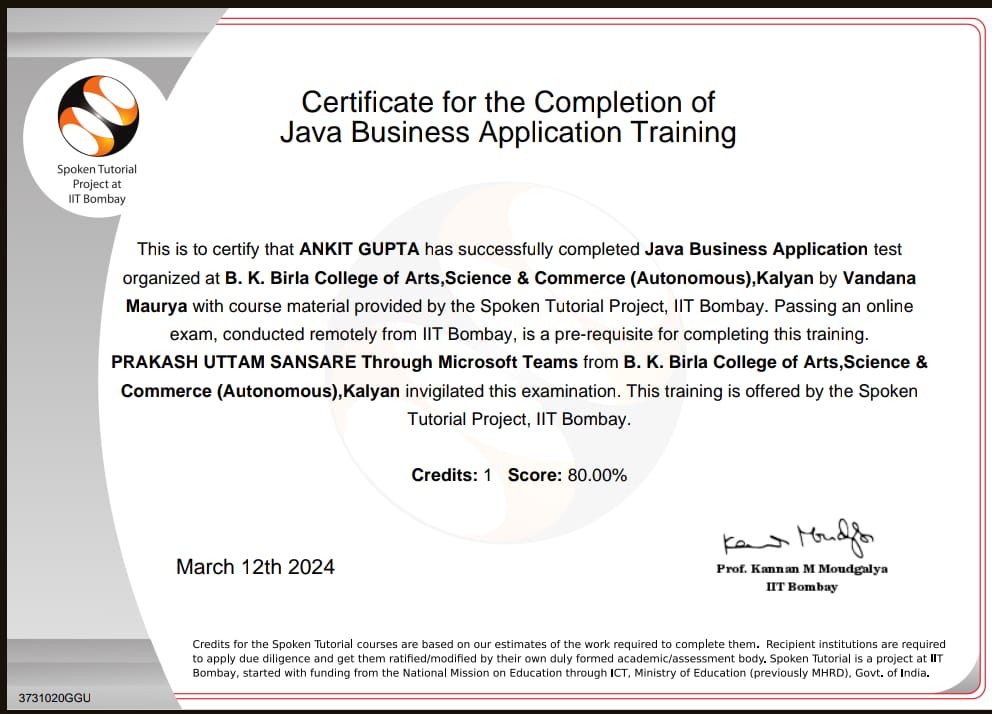 Spoken Tutorial
Project at
IIT Bombay
Certificate for the Completion of
Java Business Application Training
This is to certify that ANKIT GUPTA has successfully completed Java Business Application test
organized at B. K. Birla College of Arts,Science & Commerce (Autonomous),Kalyan by Vandana
Maurya with course material provided by the Spoken Tutorial Project, IIT Bombay. Passing an online
exam, conducted remotely from IIT Bombay, is a pre-requisite for completing this training.
PRAKASH UTTAM SANSARE Through Microsoft Teams from B. K. Birla College of Arts,Science &
Commerce (Autonomous),Kalyan invigilated this examination. This training is offered by the Spoken
Tutorial Project, IIT Bombay.
Credits: 1 Score: 80.00%
March 12th 2024
Kannan Moudgalya
Prof. Kannan M Moudgalya
IIT Bombay
Credits for the Spoken Tutorial courses are based on our estimates of the work required to complete them. Recipient institutions are required
to apply due diligence and get them ratified/modified by their own duly formed academic/assessment body. Spoken Tutorial is a project at IIT
Bombay, started with funding from the National Mission on Education through ICT, Ministry of Education (previously MHRD), Govt. of India.
3731020GGU